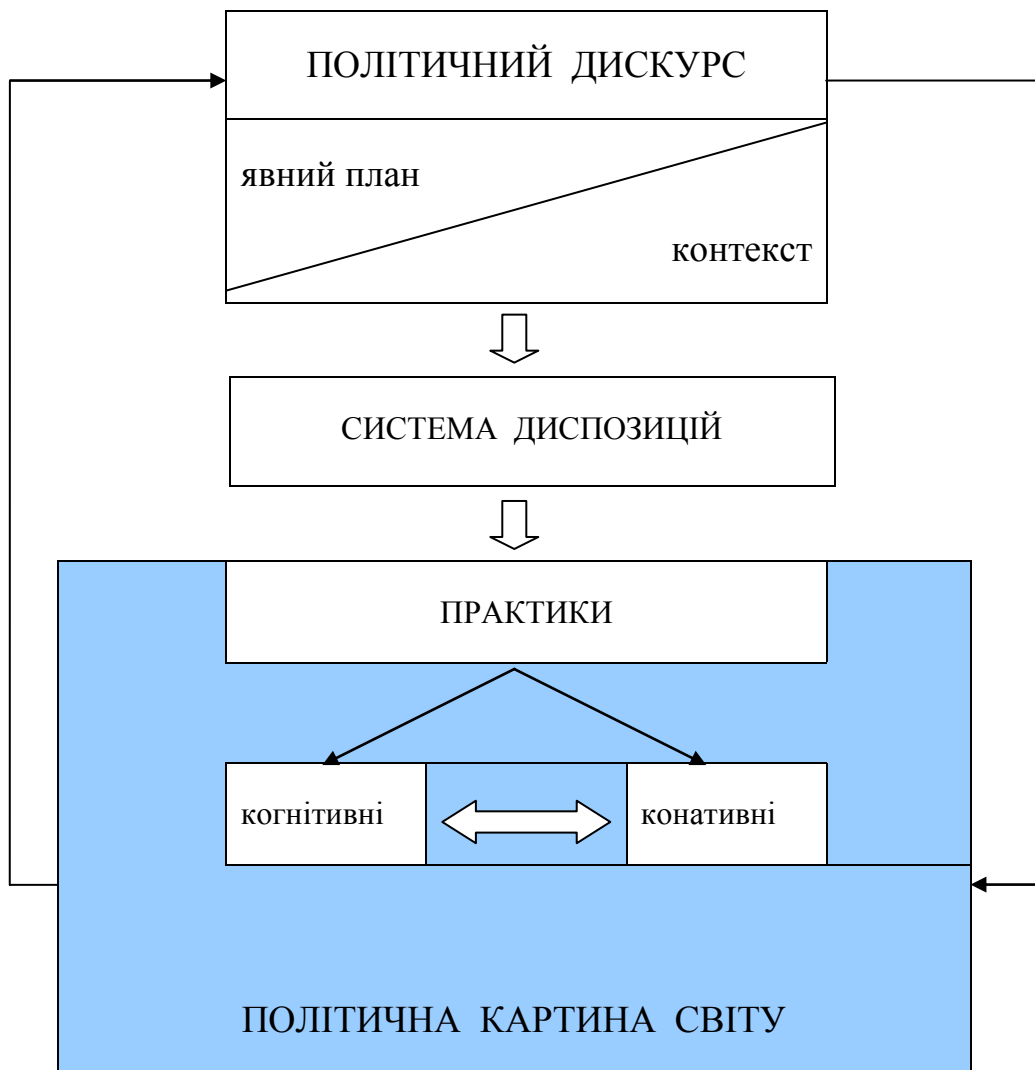 ПОЛІТИЧНИЙ ДИСКУРС
явний план
контекст
СИСТЕМА ДИСПОЗИЦІЙ
ПРАКТИКИ
когнітивні
конативні
ПОЛІТИЧНА КАРТИНА СВІТУ